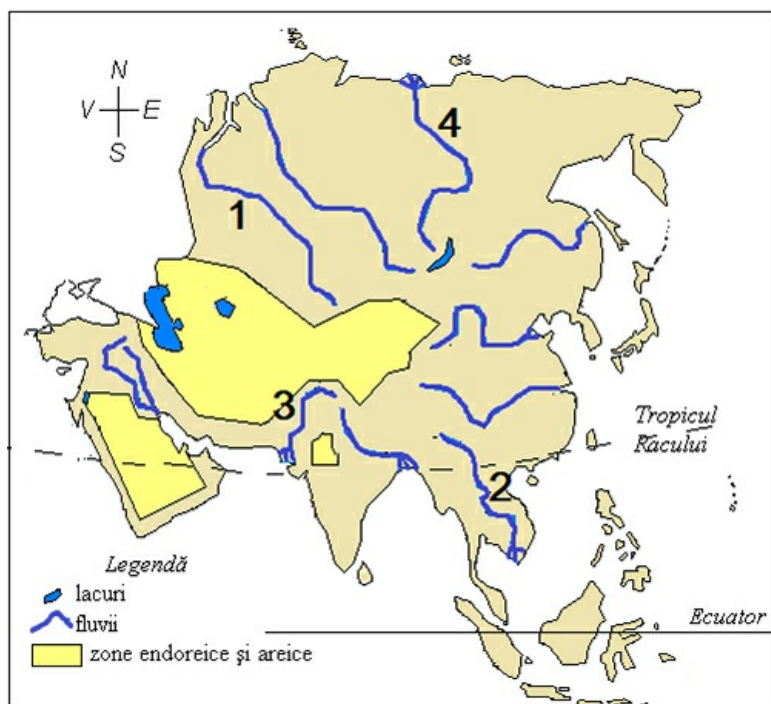 N
V E
S
4
1
3
Tropicul
Racului
2
Legendă
lacuri
fluvii
Ecuator
zone endoreice și areice